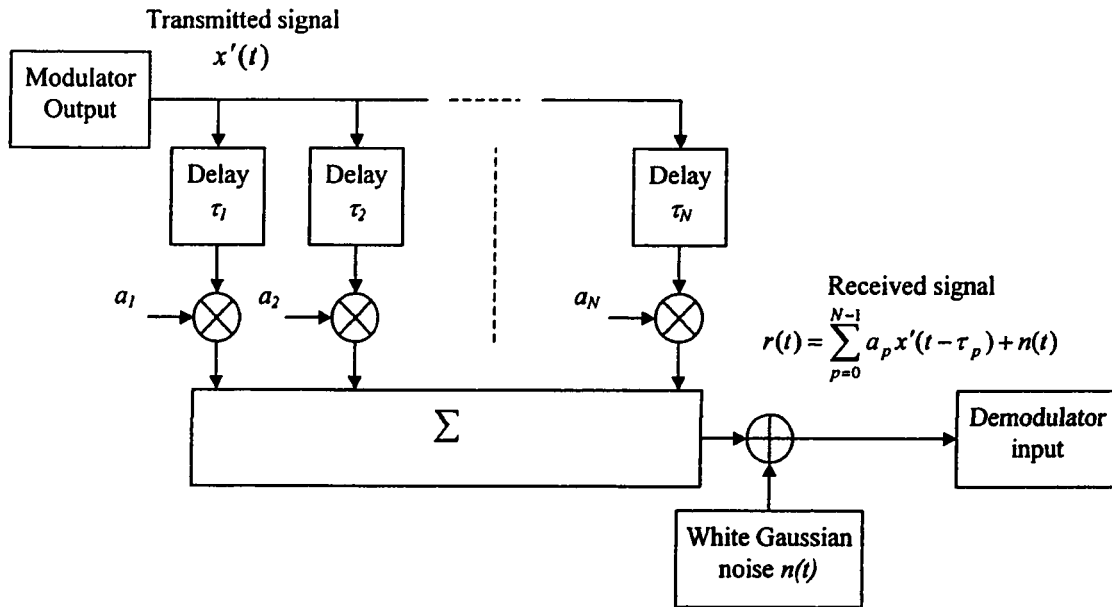 Transmitted signal
x'(t)
Modulator
Output
Delay
τ1
Delay
τ2
Delay
τN
a1
a2
aN
Received signal
r(t) = ∑_{p=0}^{N-1} a_p x'(t - τ_p) + n(t)
Σ
Demodulator
input
White Gaussian
noise n(t)